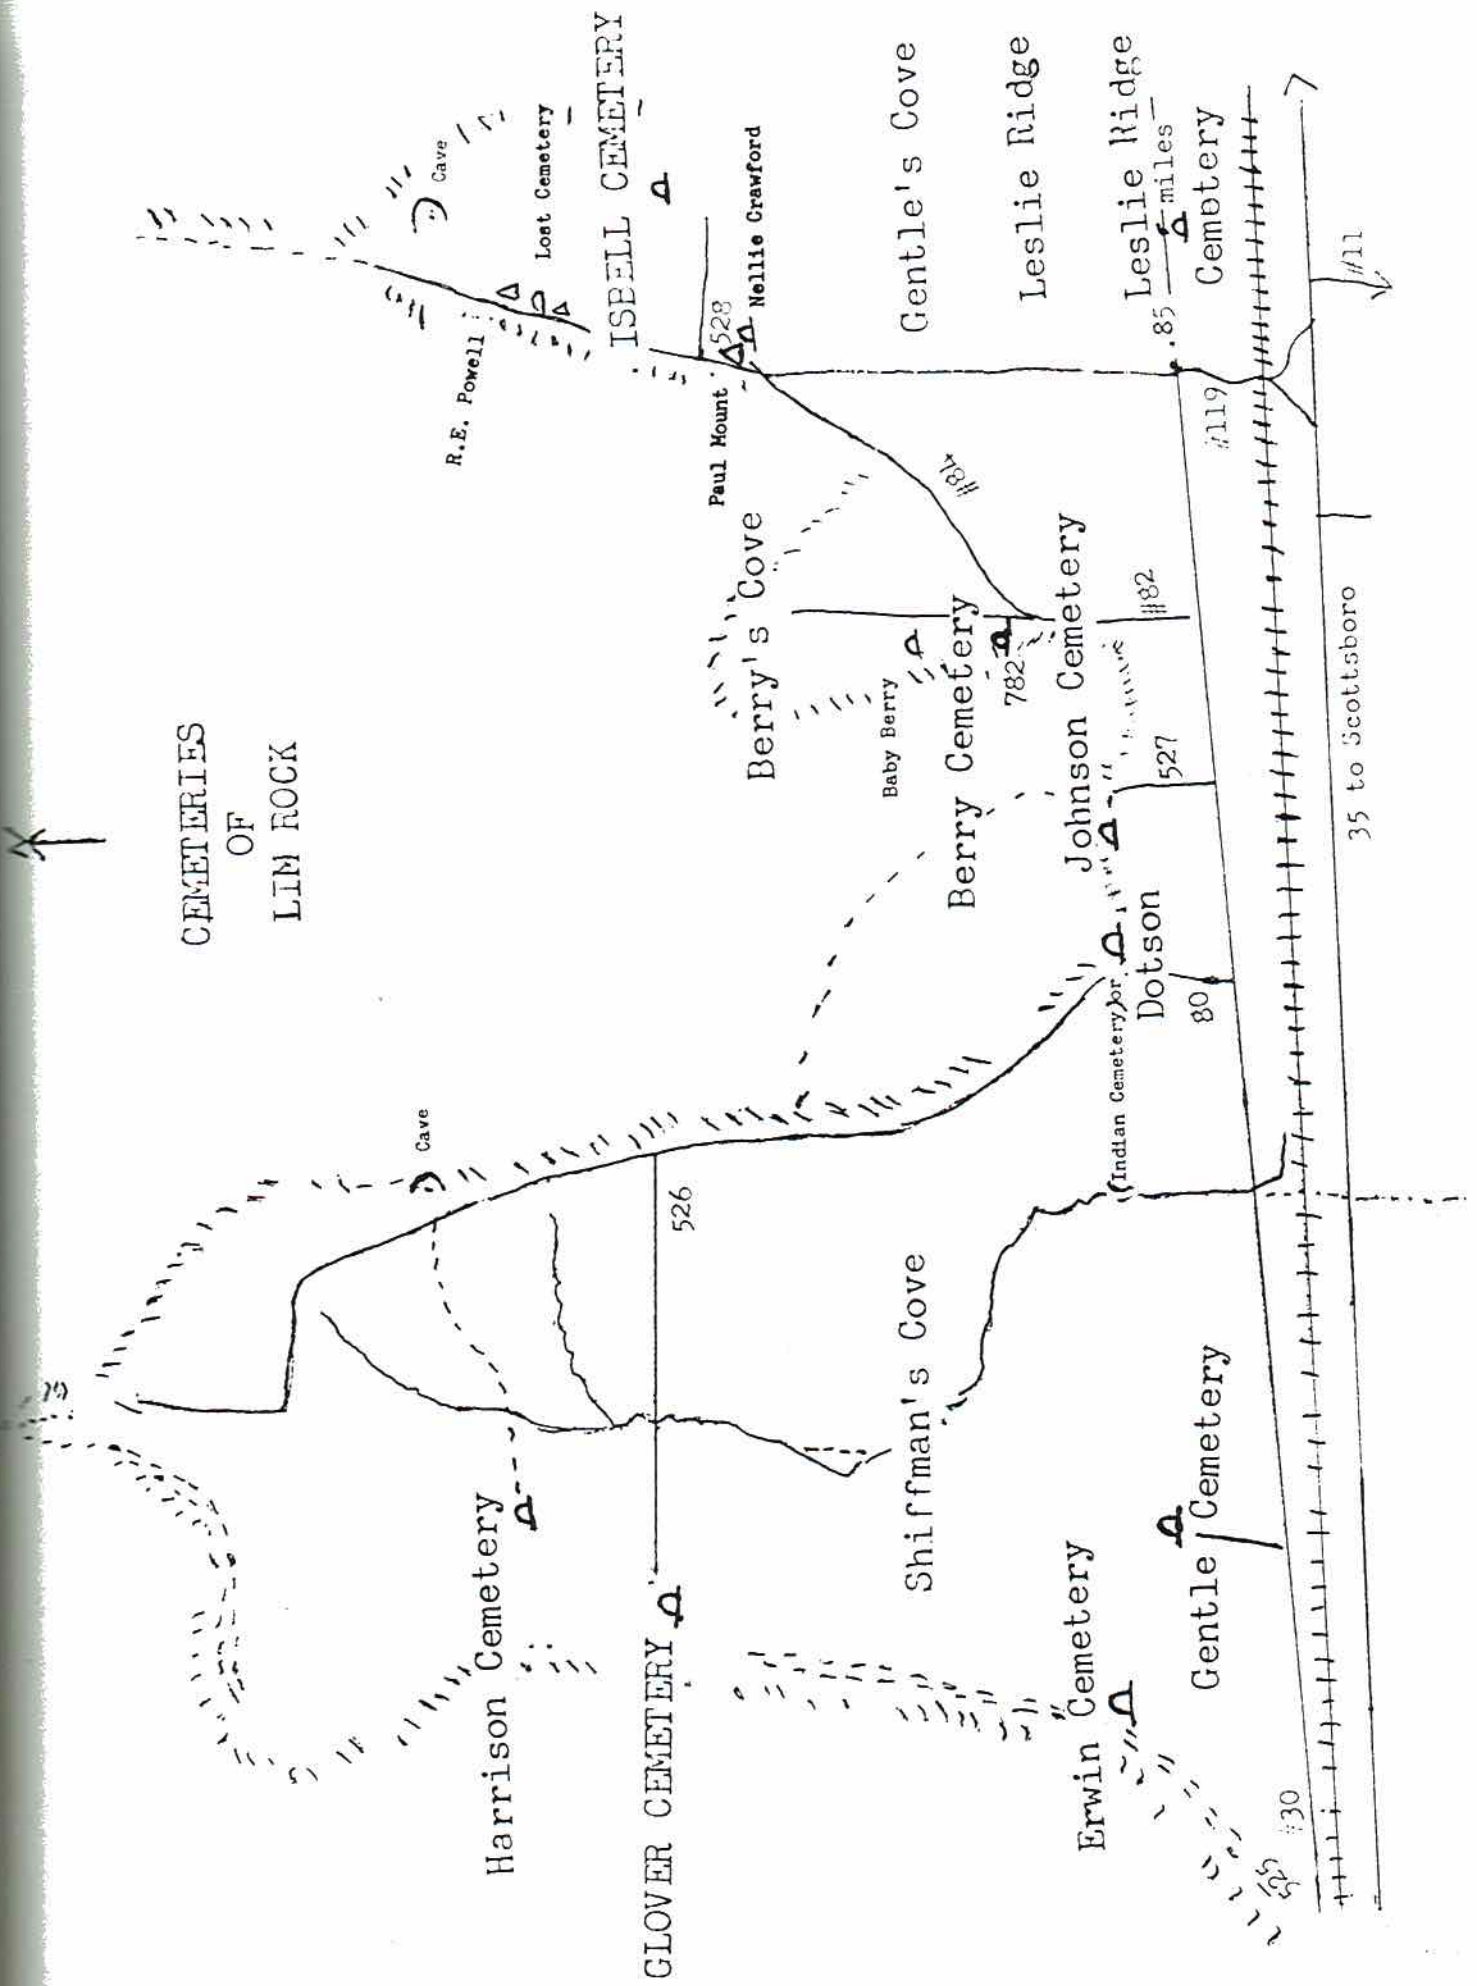 CEMETERIES
OF
LIM ROCK
Cave
Lost Cemetery
ISBELL CEMETERY
R.E. Powell
528
Nellie Crawford
Paul Mount
Gentle's Cove
Leslie Ridge
Leslie Ridge
.85 miles
Cemetery
#119
#11
#84
Berry's Cove
Baby Berry
Berry Cemetery
782
Johnson Cemetery
#82
527
35 to Scottsboro
Cave
526
(Indian Cemetery)or
Dotson
80
Shiffman's Cove
Harrison Cemetery
GLOVER CEMETERY
Erwin Cemetery
Gentle Cemetery
525
#30